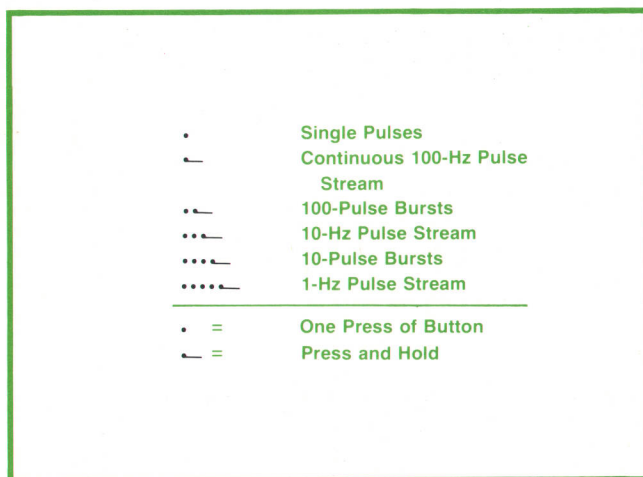 Single Pulses
Continuous 100-Hz Pulse
Stream
100-Pulse Bursts
10-Hz Pulse Stream
10-Pulse Bursts
1-Hz Pulse Stream
= One Press of Button
= Press and Hold